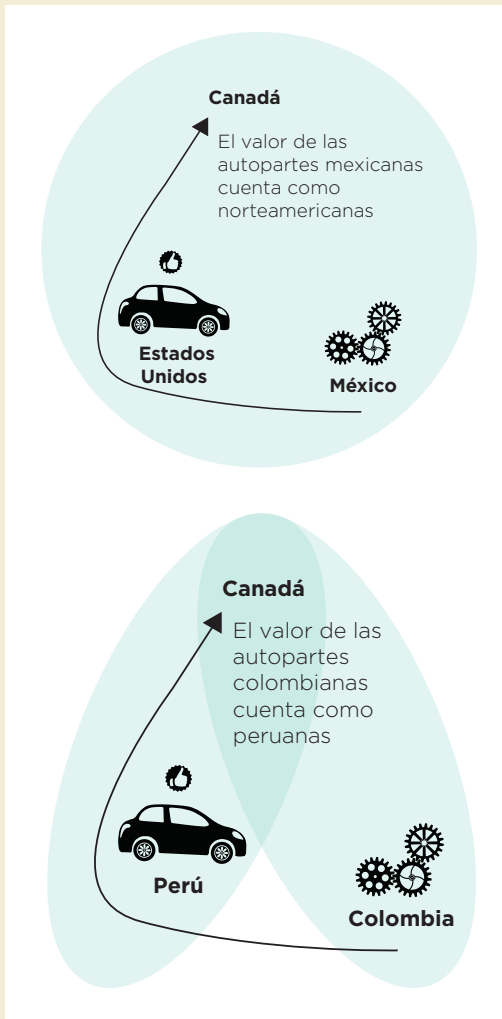 Canadá
El valor de las
autopartes mexicanas
cuenta como
norteamericanas
Estados
Unidos
México
Canadá
El valor de las
autopartes
colombianas
cuenta como
peruanas
Perú
Colombia